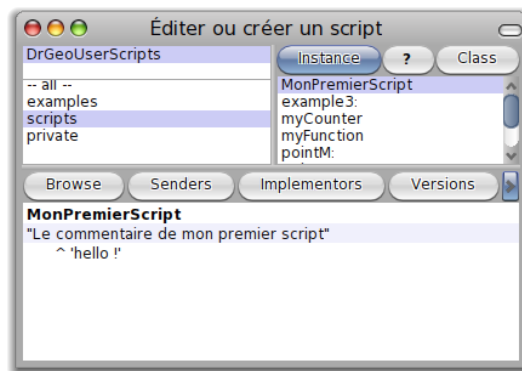 Éditer ou créer un script
DrGeoUserScripts
-- all --
examples
scripts
private
Instance
?
Class
MonPremierScript
example3:
myCounter
myFunction
pointM:
Browse
Senders
Implementors
Versions
MonPremierScript
"Le commentaire de mon premier script"
^ 'hello !'